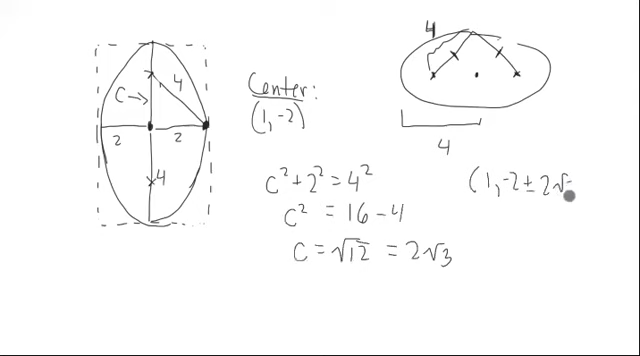 4
C→
4
2
2
4
Center:
(1,-2)
c²+2²=4²
c² = 16-4
C = √12 = 2√3
4
4
(1,-2±2√